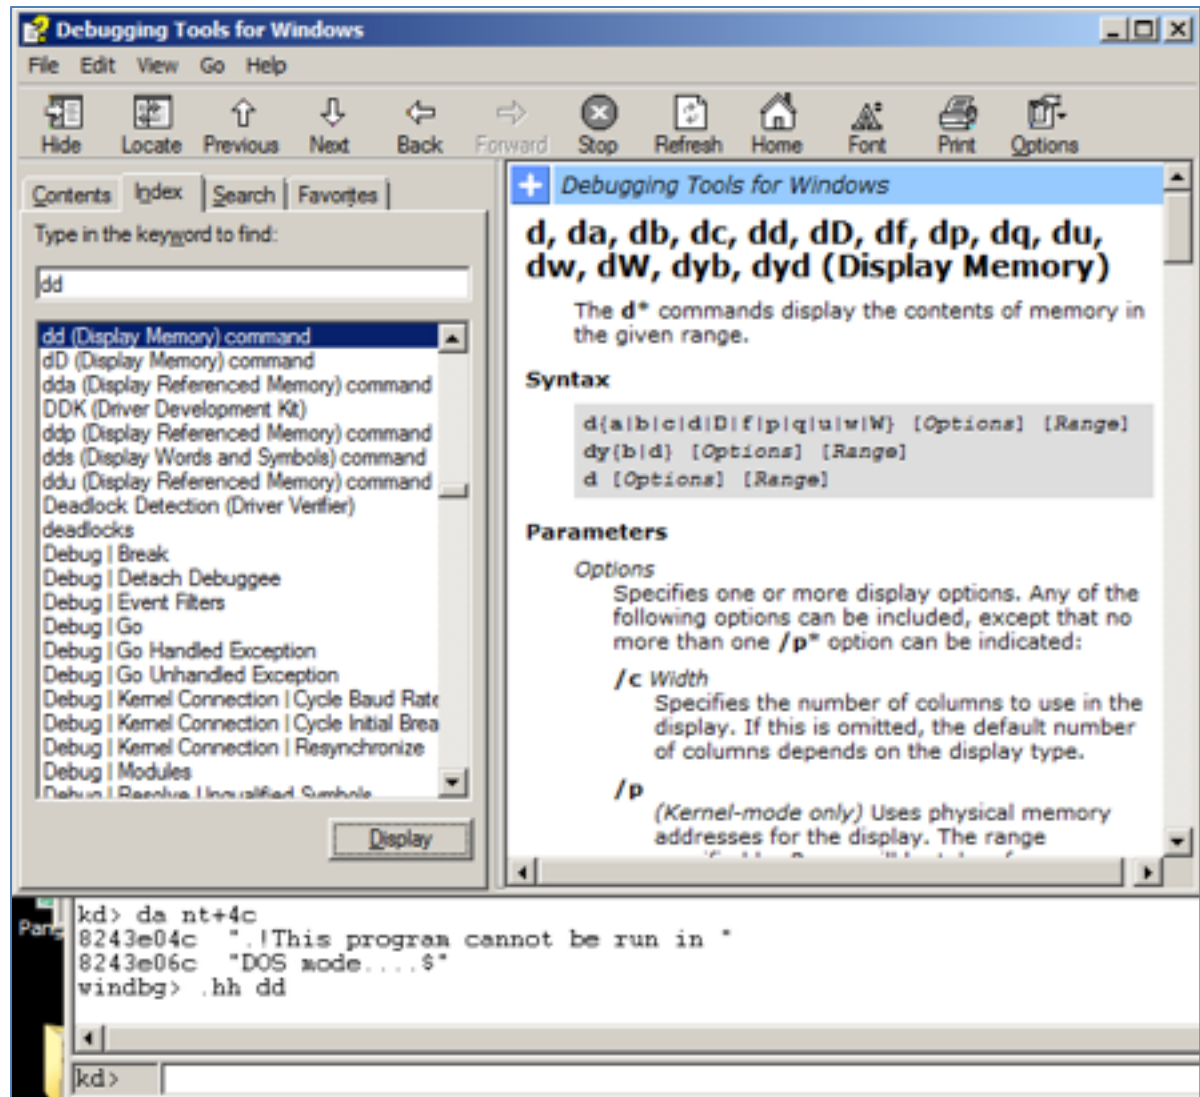 Debugging Tools for Windows
File Edit View Go Help
Hide Locate Previous Next Back Forward Stop Refresh Home Font Print Options
Contents Index Search Favorites
Type in the keyword to find:
dd
dd (Display Memory) command
dD (Display Memory) command
dda (Display Referenced Memory) command
DDK (Driver Development Kit)
ddp (Display Referenced Memory) command
dds (Display Words and Symbols) command
ddu (Display Referenced Memory) command
Deadlock Detection (Driver Verifier)
deadlocks
Debug | Break
Debug | Detach Debuggee
Debug | Event Filters
Debug | Go
Debug | Go Handled Exception
Debug | Go Unhandled Exception
Debug | Kernel Connection | Cycle Baud Rate
Debug | Kernel Connection | Cycle Initial Brea
Debug | Kernel Connection | Resynchronize
Debug | Modules
Debug | Resolve Unqualified Symbols
Display
Debugging Tools for Windows
d, da, db, dc, dd, dD, df, dp, dq, du,
dw, dW, dyb, dyd (Display Memory)
The d* commands display the contents of memory in
the given range.
Syntax
d{a|b|c|d|D|f|p|q|u|w|W} [Options] [Range]
dy{b|d} [Options] [Range]
d [Options] [Range]
Parameters
Options
Specifies one or more display options. Any of the
following options can be included, except that no
more than one /p* option can be indicated:
/c Width
Specifies the number of columns to use in the
display. If this is omitted, the default number
of columns depends on the display type.
/p
(Kernel-mode only) Uses physical memory
addresses for the display. The range
Pang
kd> da nt+4c
8243e04c ".!This program cannot be run in "
8243e06c "DOS mode....$"
windbg> .hh dd
kd>